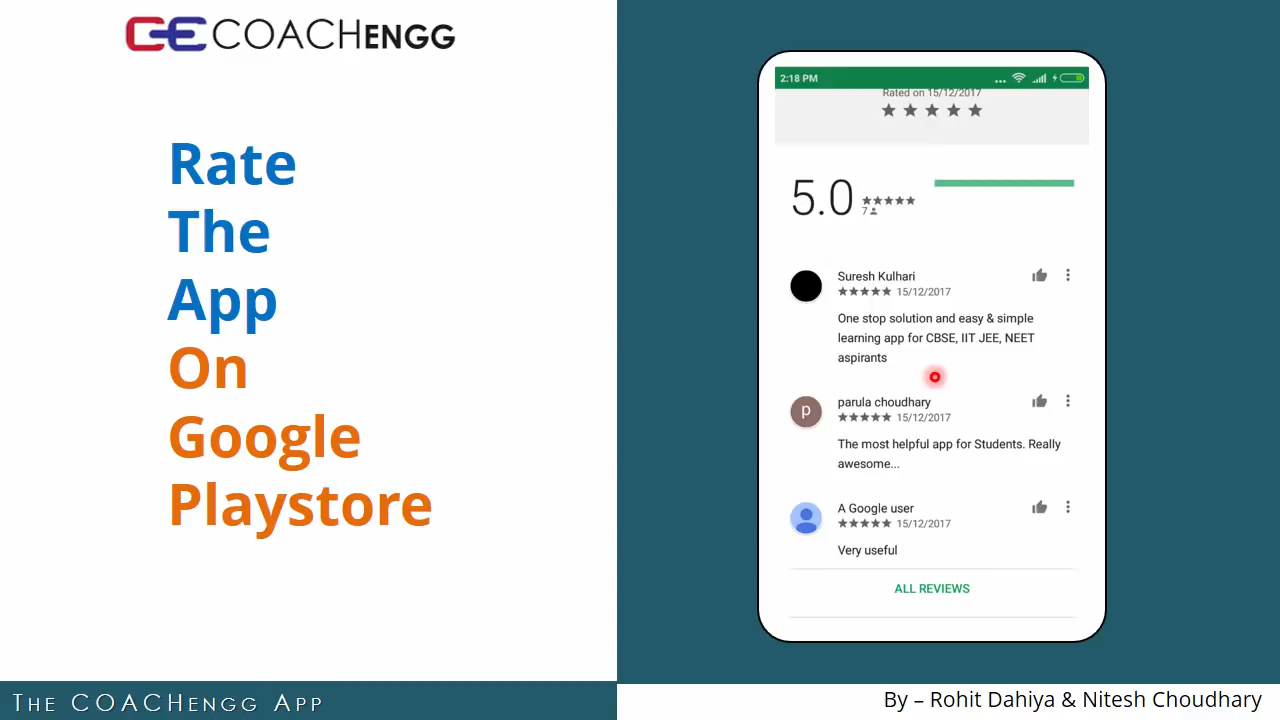 COACHENGG
Rate
The
App
On
Google
Playstore
2:18 PM
Rated on 15/12/2017
5.0
7
Suresh Kulhari
15/12/2017
One stop solution and easy & simple
learning app for CBSE, IIT JEE, NEET
aspirants
p
parula choudhary
15/12/2017
The most helpful app for Students. Really
awesome...
A Google user
15/12/2017
Very useful
ALL REVIEWS
THE COACHENGG APP
By – Rohit Dahiya & Nitesh Choudhary